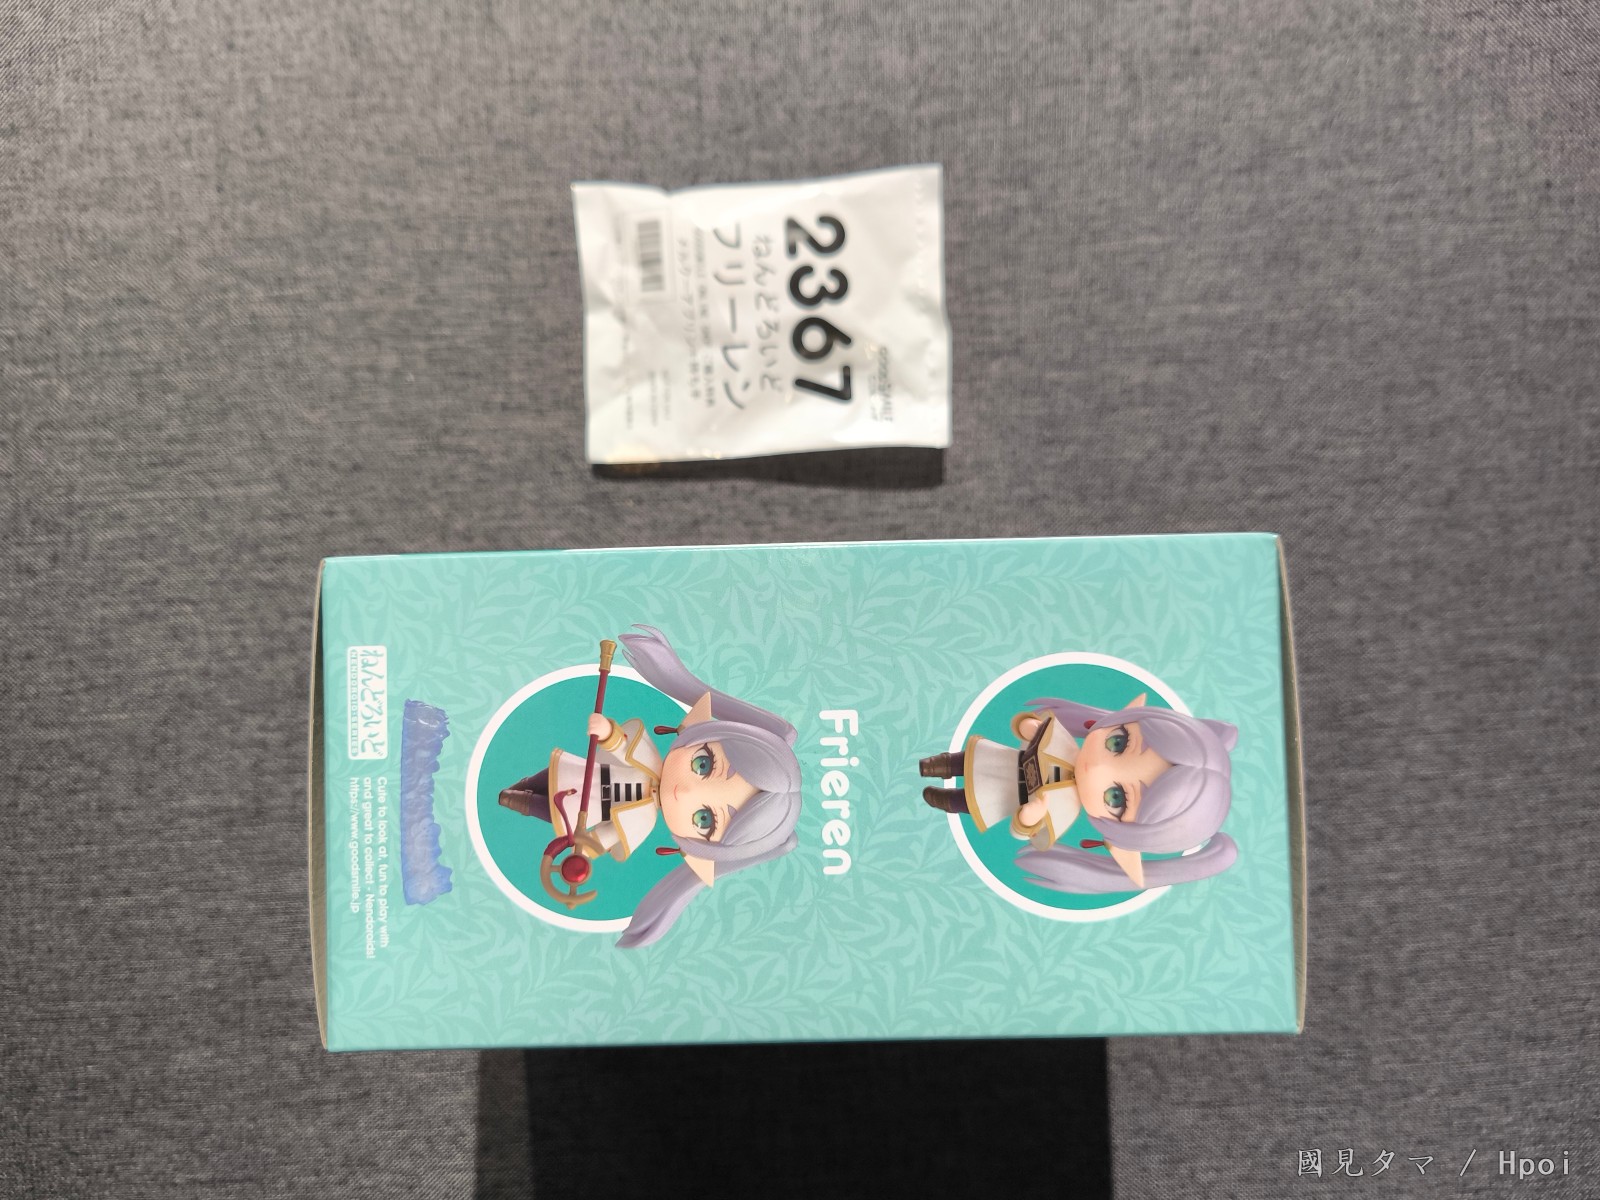 2367
ねんどろいど
フリーレン
Frieren
ねんどろいど
NENDOROID SERIES
Cute to look at, fun to play with
and great to collect - Nendoroids!
https://www.goodsmile.jp
國見タマ / Hpoi